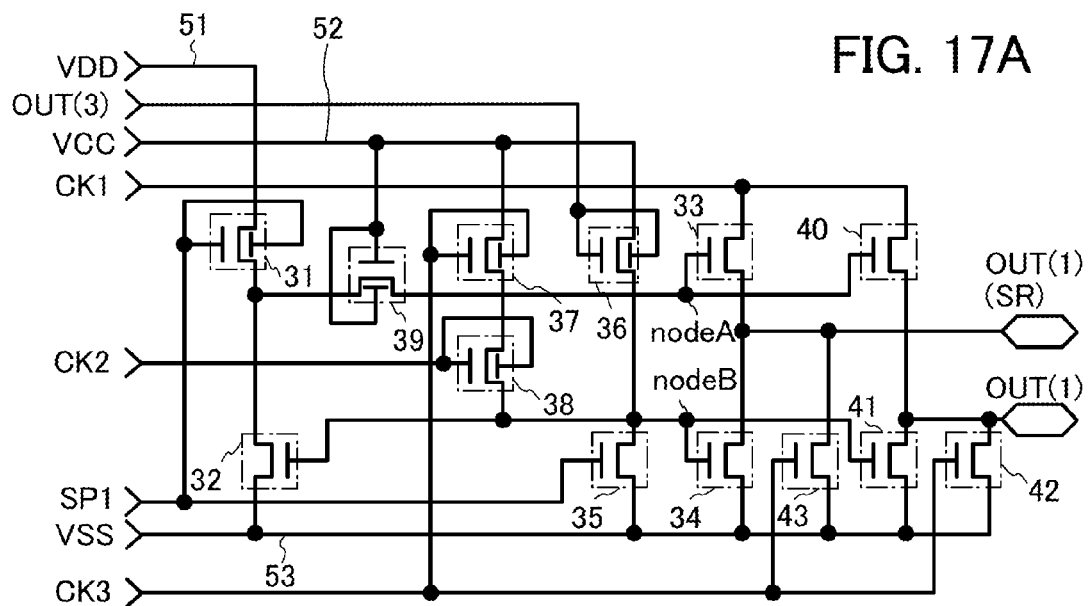 FIG. 17A
51
52
VDD
OUT(3)
VCC
CK1
33
40
31
39
37
36
OUT(1)
(SR)
nodeA
CK2
nodeB
38
OUT(1)
41
32
SP1
35
34
43
42
VSS
53
CK3